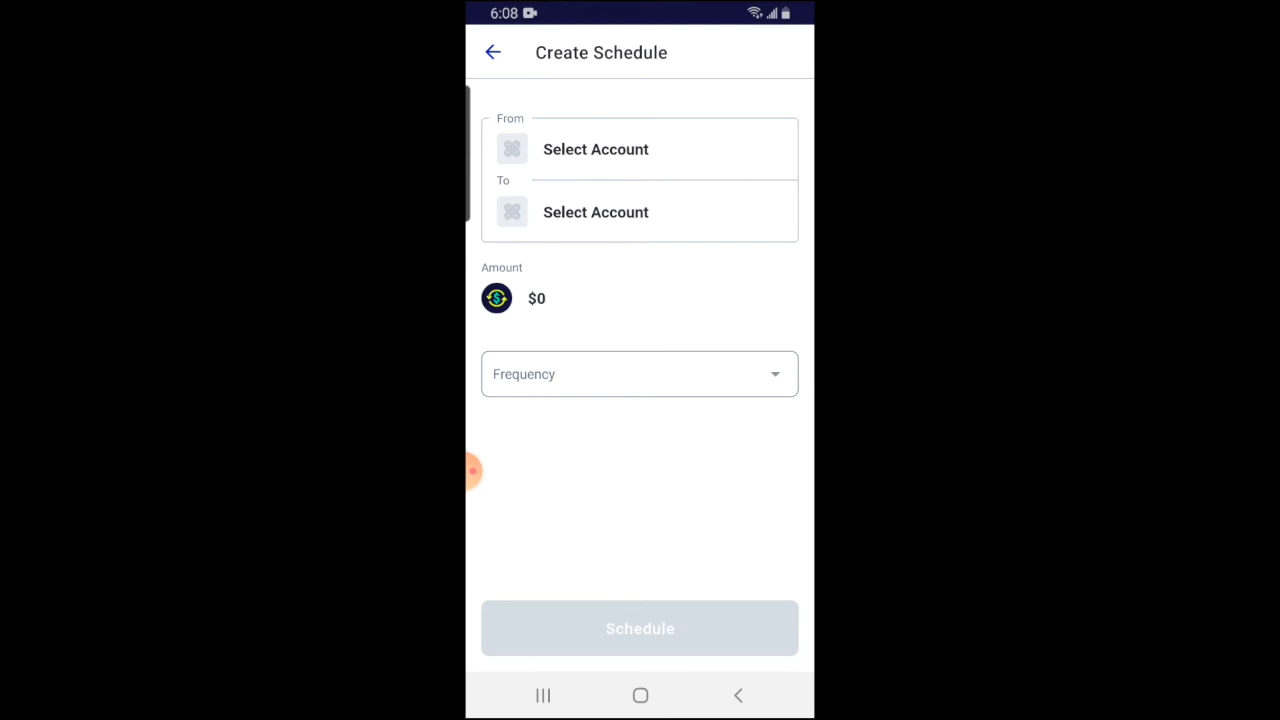 6:08
Create Schedule
From
Select Account
To
Select Account
Amount
$0
Frequency
Schedule